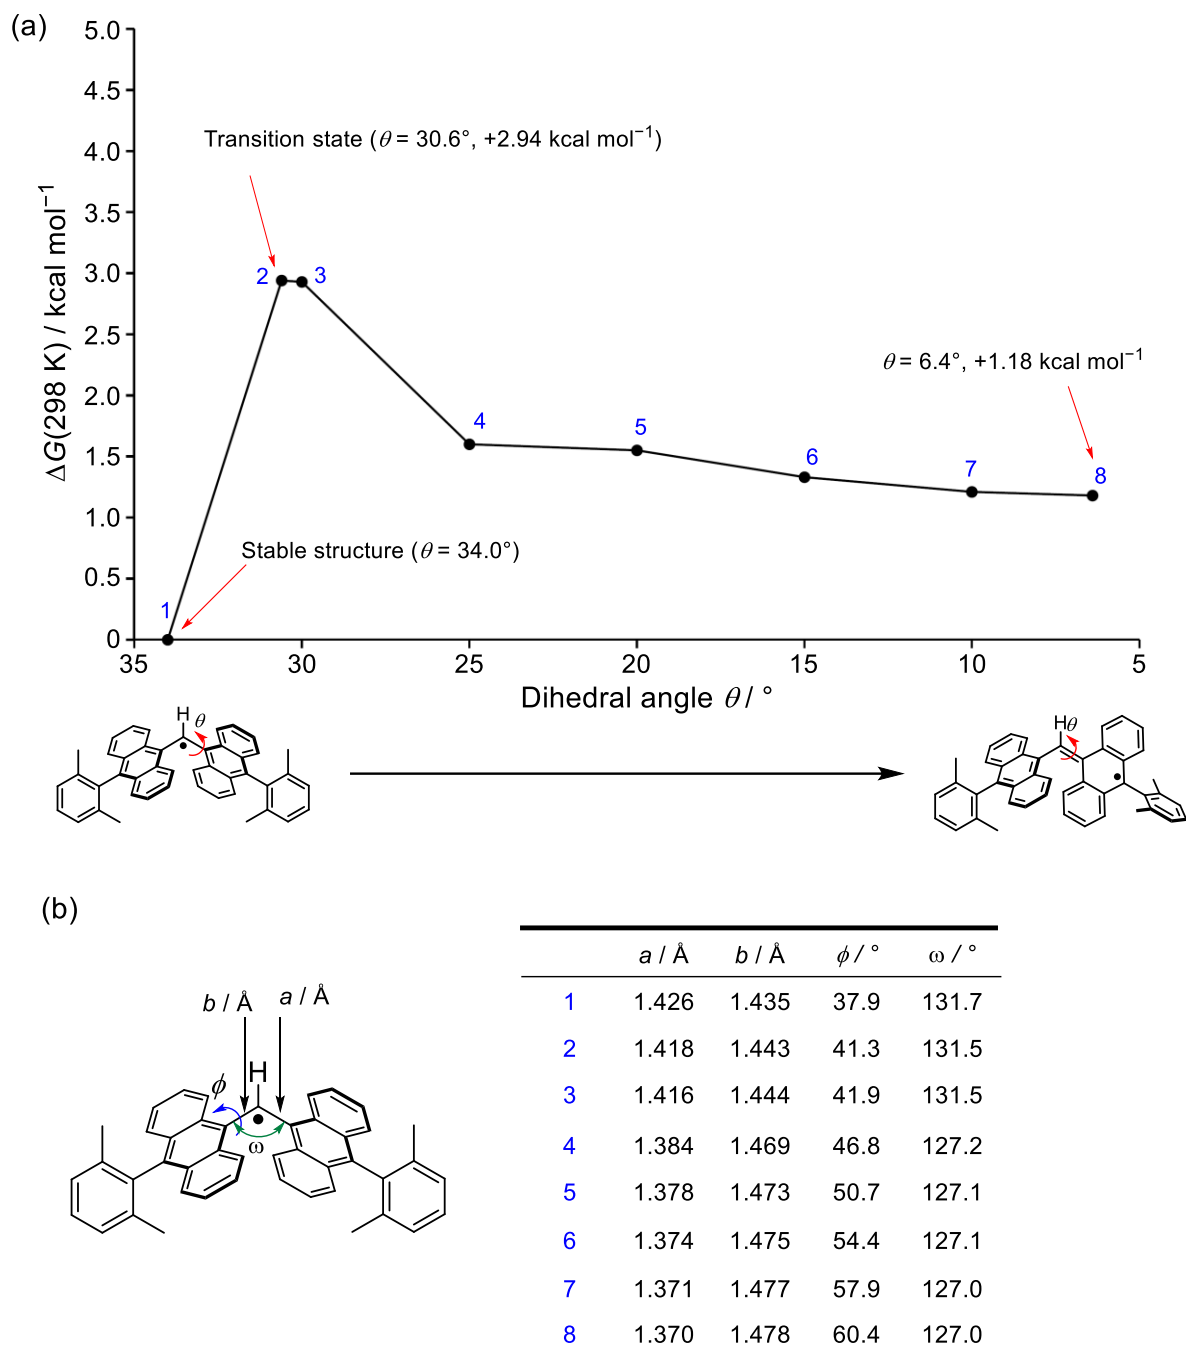 (a)
5.0
4.5
4.0
3.5
3.0
2.5
2.0
1.5
1.0
0.5
0
ΔG(298 K) / kcal mol⁻¹
Transition state (θ = 30.6°, +2.94 kcal mol⁻¹)
2
3
θ = 6.4°, +1.18 kcal mol⁻¹
4
5
6
7
8
Stable structure (θ = 34.0°)
1
35 30 25 20 15 10 5
Dihedral angle θ / °
H θ
Hθ
(b)
b / Å a / Å
H
ϕ
ω
a / Å b / Å ϕ / ° ω / °
1 1.426 1.435 37.9 131.7
2 1.418 1.443 41.3 131.5
3 1.416 1.444 41.9 131.5
4 1.384 1.469 46.8 127.2
5 1.378 1.473 50.7 127.1
6 1.374 1.475 54.4 127.1
7 1.371 1.477 57.9 127.0
8 1.370 1.478 60.4 127.0